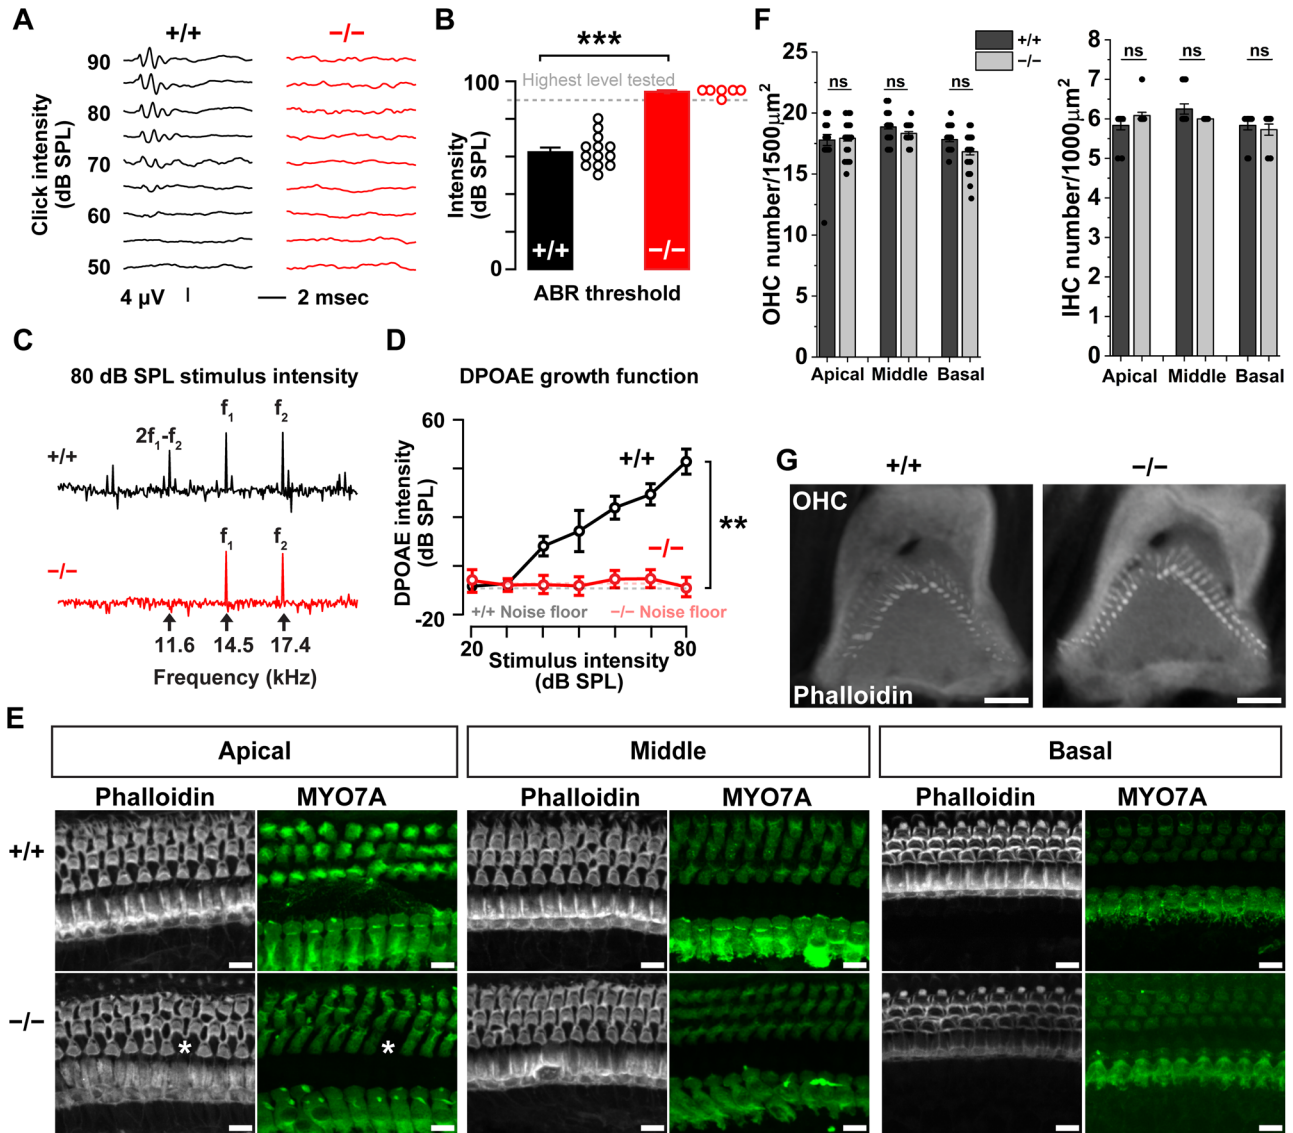 A
+/+
−/−
Click intensity
(dB SPL)
90
80
70
60
50
4 µV
2 msec
B
***
Highest level tested
100
0
Intensity
(dB SPL)
+/+
−/−
ABR threshold
F
+/+
−/−
OHC number/1500µm²
25
20
15
10
5
0
ns
ns
ns
Apical
Middle
Basal
IHC number/1000µm²
8
7
6
5
4
3
2
1
0
ns
ns
ns
Apical
Middle
Basal
C
80 dB SPL stimulus intensity
+/+
2f₁-f₂
f₁
f₂
−/−
f₁
f₂
11.6
14.5
17.4
Frequency (kHz)
D
DPOAE growth function
DPOAE intensity
(dB SPL)
60
-20
+/+
−/−
**
+/+ Noise floor
−/− Noise floor
20
80
Stimulus intensity
(dB SPL)
G
+/+
−/−
OHC
Phalloidin
E
Apical
Middle
Basal
Phalloidin
MYO7A
Phalloidin
MYO7A
Phalloidin
MYO7A
+/+
−/−
*
*